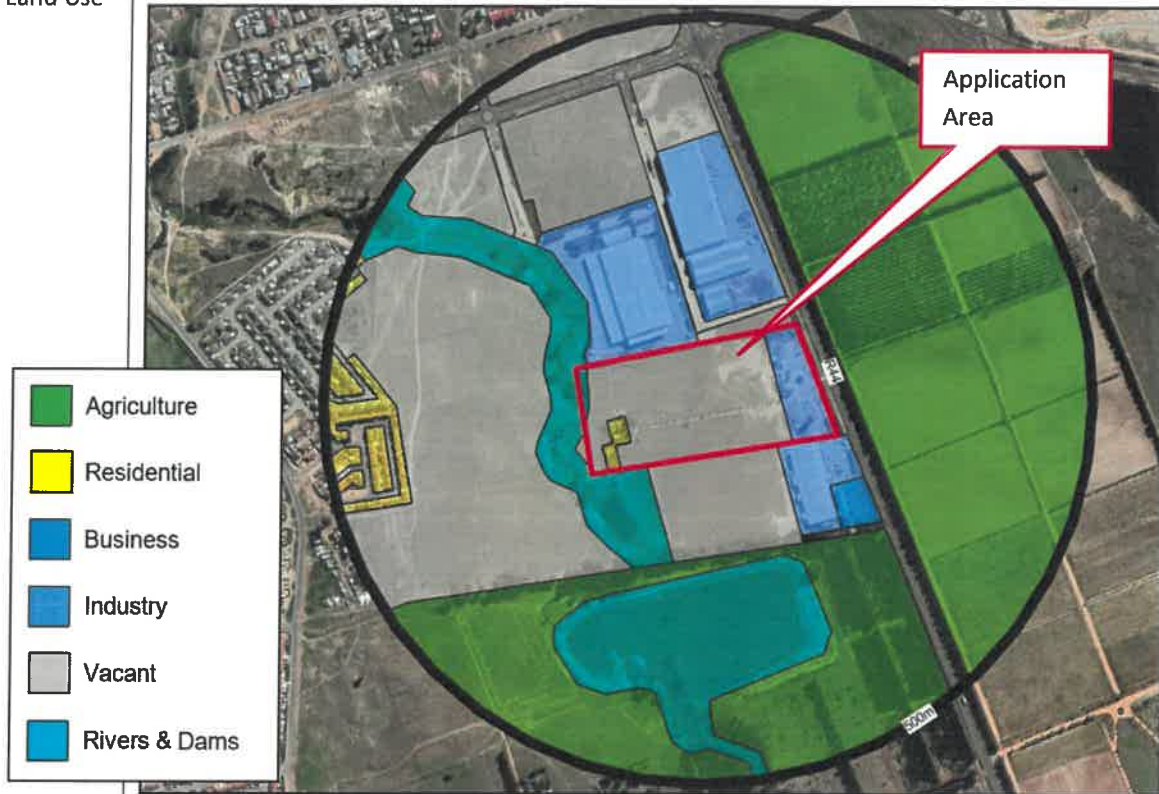 Land Use
Application
Area
R44
Agriculture
Residential
Business
Industry
Vacant
Rivers & Dams
500m